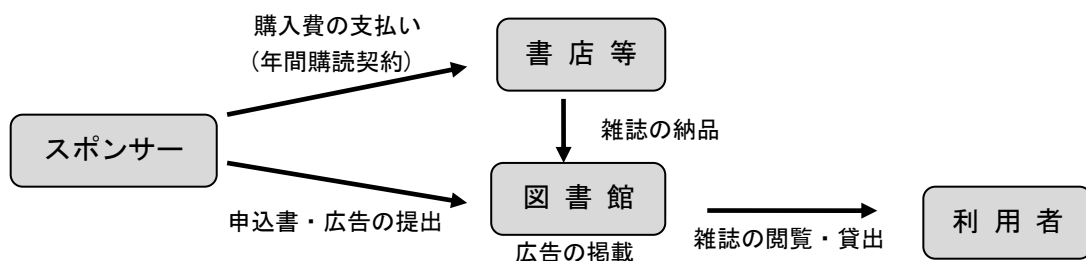 購入費の支払い
(年間購読契約)
書店等
スポンサー
雑誌の納品
図書館
申込書・広告の提出
広告の掲載
雑誌の閲覧・貸出
利用者